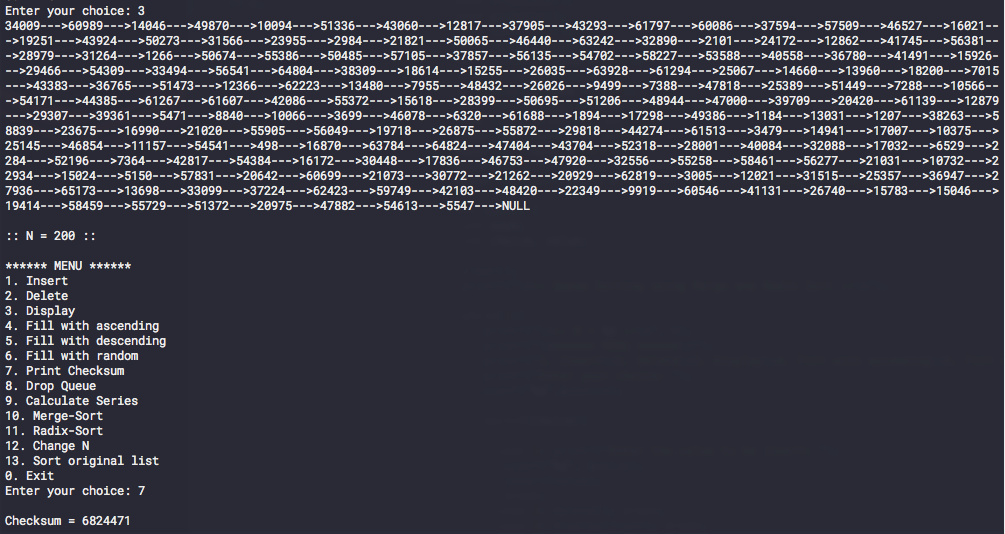 Enter your choice: 3
34009--->60989--->14046--->49870--->10094--->51336--->43060--->12817--->37905--->43293--->61797--->60086--->37594--->57509--->46527--->16021--
->19251--->43924--->50273--->31566--->23955--->2984--->21821--->50065--->46440--->63242--->32890--->2101--->24172--->12862--->41745--->56381--
->28979--->31264--->1266--->50674--->55386--->50485--->57105--->37857--->56135--->54702--->58227--->53588--->40558--->36780--->41491--->15926-
-->29466--->54309--->33494--->56541--->64804--->38309--->18614--->15255--->26035--->63928--->61294--->25067--->14660--->13960--->18200--->7015
--->43383--->36765--->51473--->12366--->62223--->13480--->7955--->48432--->26026--->9499--->7388--->47818--->25389--->51449--->7288--->10566--
->54171--->44385--->61267--->61607--->42086--->55372--->15618--->28399--->50695--->51206--->48944--->47000--->39709--->20420--->61139--->12879
--->29307--->39361--->5471--->8840--->10066--->3699--->46078--->6320--->61688--->1894--->17298--->49386--->1184--->13031--->1207--->38263--->5
8839--->23675--->16990--->21020--->55905--->56049--->19718--->26875--->55872--->29818--->44274--->61513--->3479--->14941--->17007--->10375--->
25145--->46854--->11157--->54541--->498--->16870--->63784--->64824--->47404--->43704--->52318--->28001--->40084--->32088--->17032--->6529--->2
284--->52196--->7364--->42817--->54384--->16172--->30448--->17836--->46753--->47920--->32556--->55258--->58461--->56277--->21031--->10732--->2
2934--->15024--->5150--->57831--->20642--->60699--->21073--->30772--->21262--->20929--->62819--->3005--->12021--->31515--->25357--->36947--->2
7936--->65173--->13698--->33099--->37224--->62423--->59749--->42103--->48420--->22349--->9919--->60546--->41131--->26740--->15783--->15046--->
19414--->58459--->55729--->51372--->20975--->47882--->54613--->5547--->NULL
:: N = 200 ::
****** MENU ******
1. Insert
2. Delete
3. Display
4. Fill with ascending
5. Fill with descending
6. Fill with random
7. Print Checksum
8. Drop Queue
9. Calculate Series
10. Merge-Sort
11. Radix-Sort
12. Change N
13. Sort original list
0. Exit
Enter your choice: 7
Checksum = 6824471